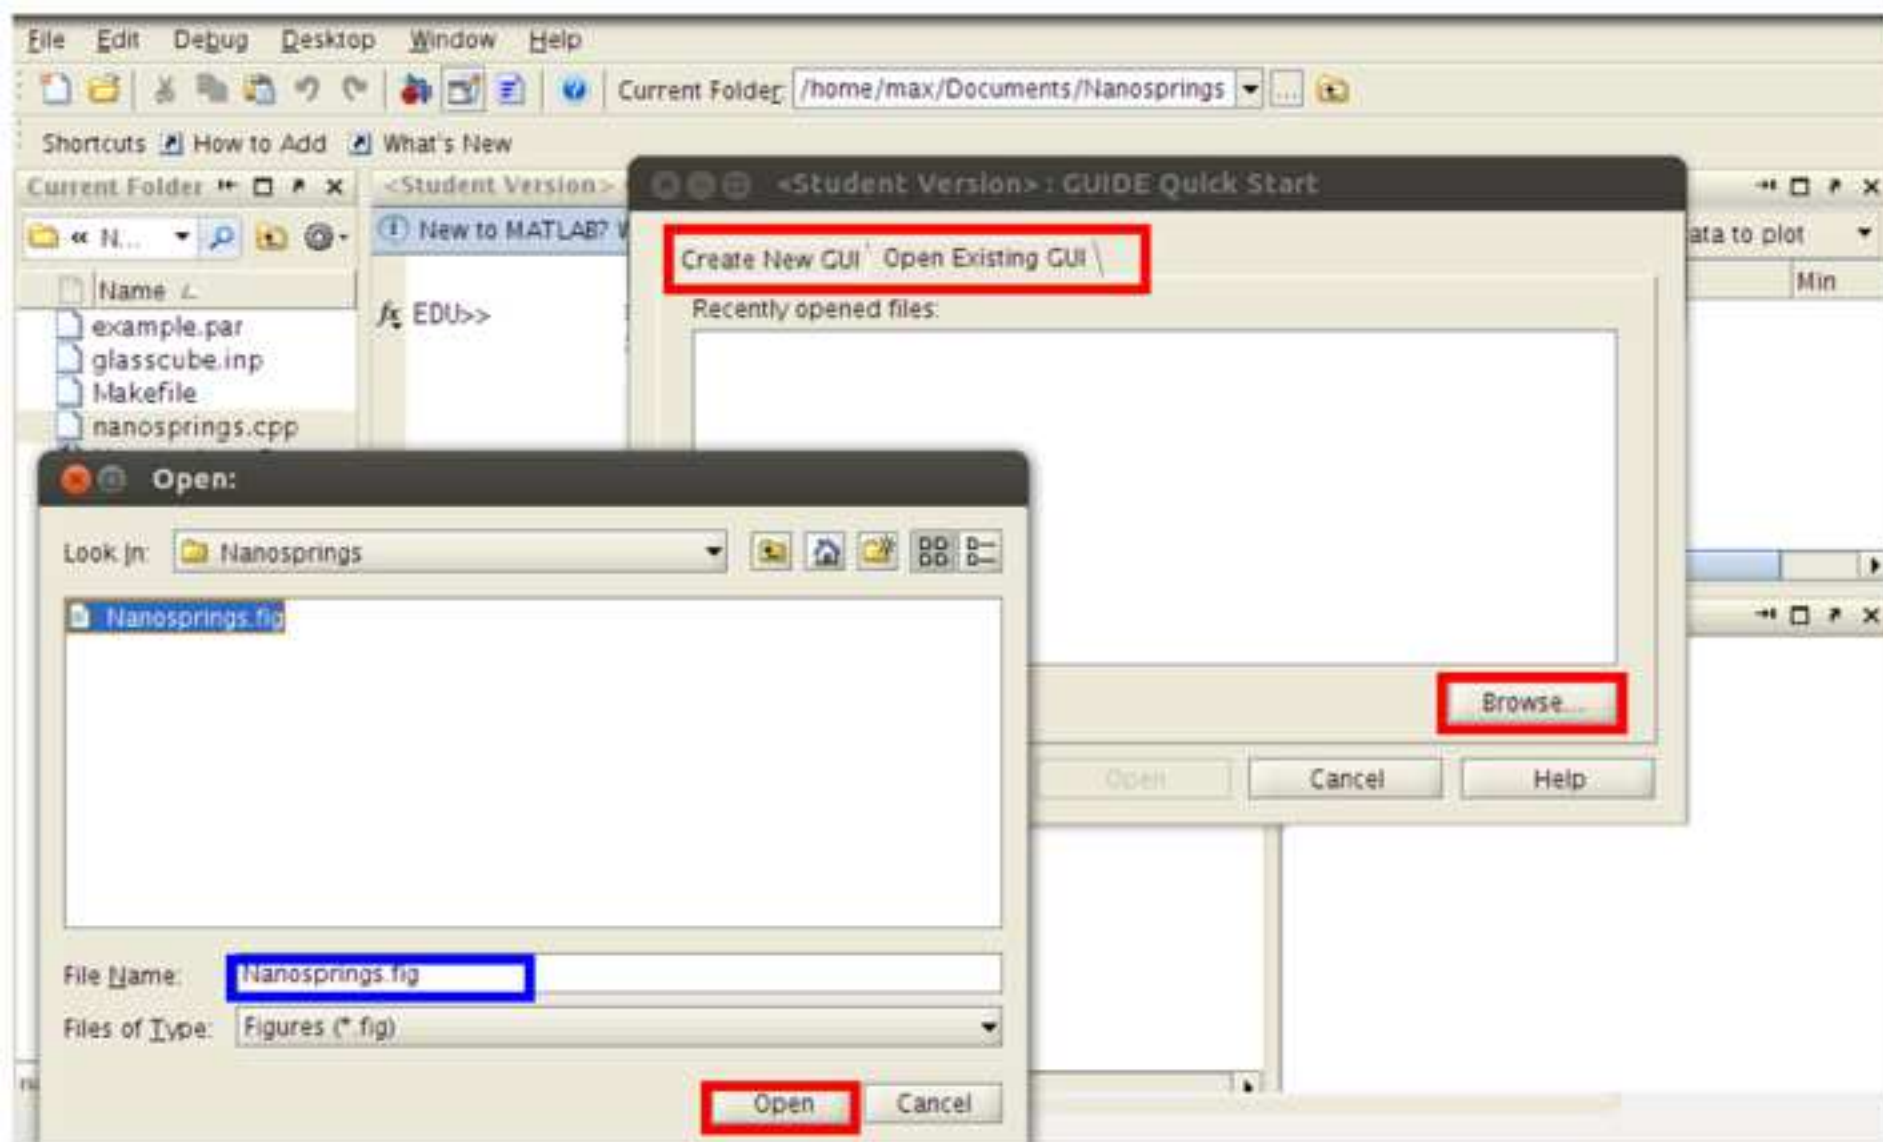 File Edit Debug Desktop Window Help
Current Folder: /home/max/Documents/Nanosprings ...
Shortcuts How to Add What's New
Current Folder
« N...
Name
example.par
glasscube.inp
Makefile
nanosprings.cpp
<Student Version>
New to MATLAB? W
fx EDU>>
ata to plot
Min
<Student Version> : GUIDE Quick Start
Create New GUI Open Existing GUI
Recently opened files:
Browse...
Open Cancel Help
Open:
Look In: Nanosprings
Nanosprings.fig
File Name: Nanosprings.fig
Files of Type: Figures (*.fig)
Open Cancel